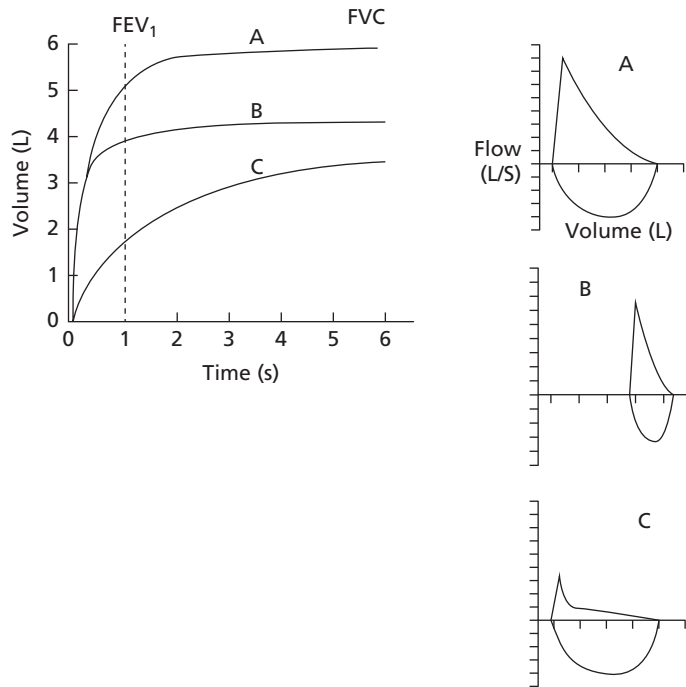 FEV₁
FVC
6
5
4
3
2
1
0
Volume (L)
A
B
C
0 1 2 3 4 5 6
Time (s)
A
Flow
(L/S)
Volume (L)
B
C